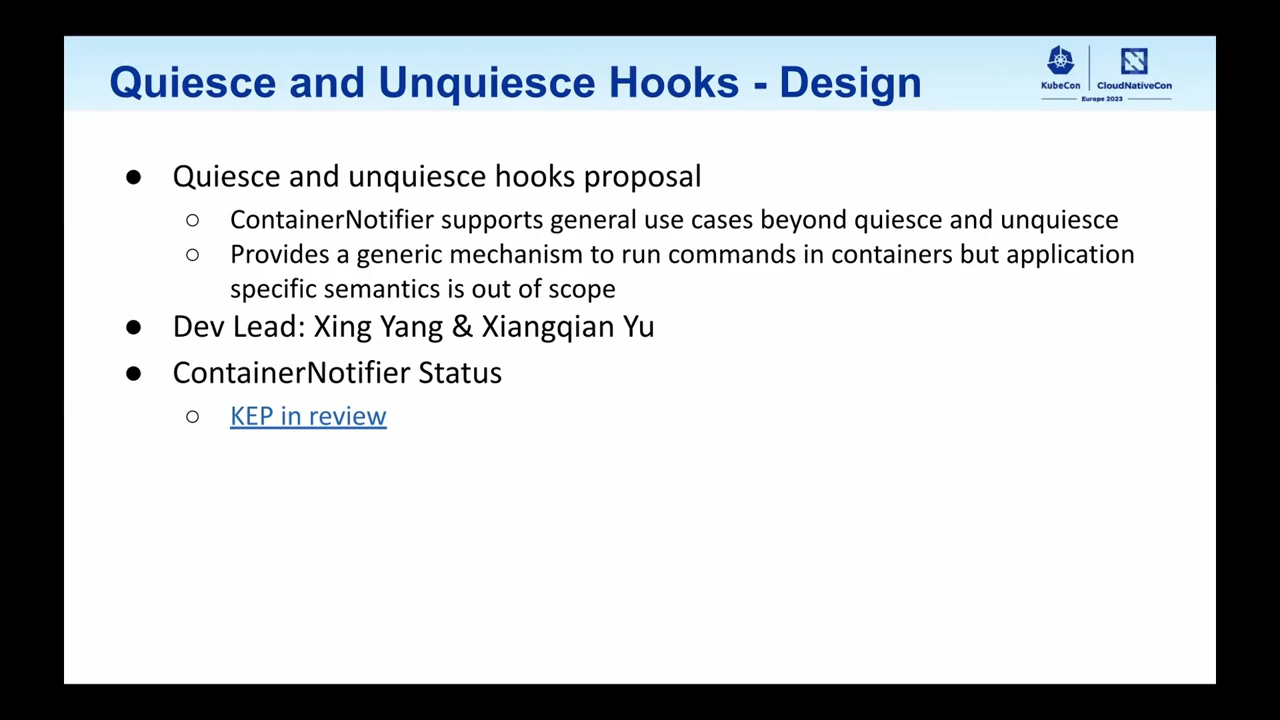 Quiesce and Unquiesce Hooks - Design
KubeCon
CloudNativeCon
Europe 2023
● Quiesce and unquiesce hooks proposal
○ ContainerNotifier supports general use cases beyond quiesce and unquiesce
○ Provides a generic mechanism to run commands in containers but application
specific semantics is out of scope
● Dev Lead: Xing Yang & Xiangqian Yu
● ContainerNotifier Status
○ KEP in review